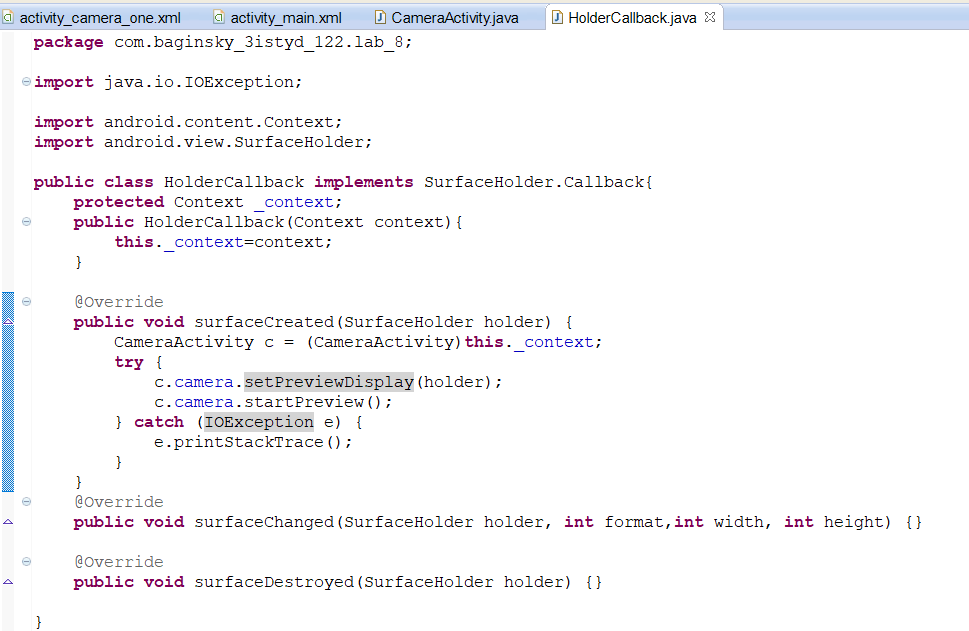 activity_camera_one.xml activity_main.xml CameraActivity.java HolderCallback.java
package com.baginsky_3istyd_122.lab_8;
import java.io.IOException;
import android.content.Context;
import android.view.SurfaceHolder;
public class HolderCallback implements SurfaceHolder.Callback{
    protected Context _context;
    public HolderCallback(Context context){
        this._context=context;
    }
    @Override
    public void surfaceCreated(SurfaceHolder holder) {
        CameraActivity c = (CameraActivity)this._context;
        try {
            c.camera.setPreviewDisplay(holder);
            c.camera.startPreview();
        } catch (IOException e) {
            e.printStackTrace();
        }
    }
    @Override
    public void surfaceChanged(SurfaceHolder holder, int format,int width, int height) {}
    @Override
    public void surfaceDestroyed(SurfaceHolder holder) {}
}